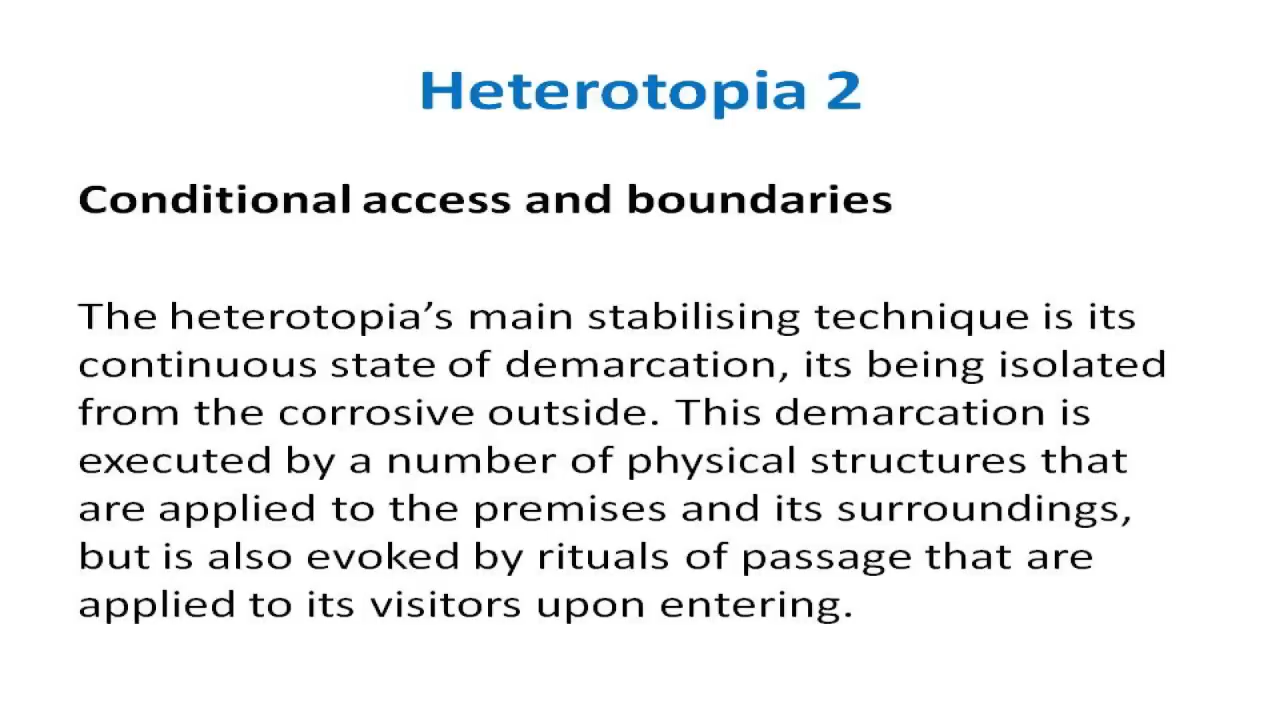 Heterotopia 2
Conditional access and boundaries
The heterotopia’s main stabilising technique is its
continuous state of demarcation, its being isolated
from the corrosive outside. This demarcation is
executed by a number of physical structures that
are applied to the premises and its surroundings,
but is also evoked by rituals of passage that are
applied to its visitors upon entering.